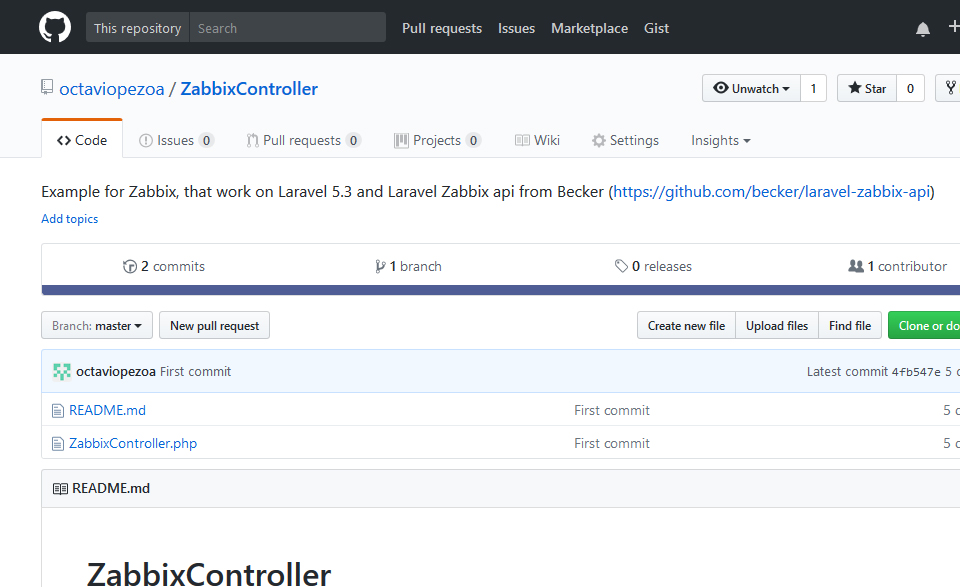 This repository Search Pull requests Issues Marketplace Gist
octaviopezoa / ZabbixController Unwatch 1 Star 0
Code Issues 0 Pull requests 0 Projects 0 Wiki Settings Insights
Example for Zabbix, that work on Laravel 5.3 and Laravel Zabbix api from Becker (https://github.com/becker/laravel-zabbix-api)
Add topics
2 commits 1 branch 0 releases 1 contributor
Branch: master New pull request Create new file Upload files Find file Clone or do
octaviopezoa First commit Latest commit 4fb547e 5
README.md First commit 5
ZabbixController.php First commit 5
README.md
ZabbixController